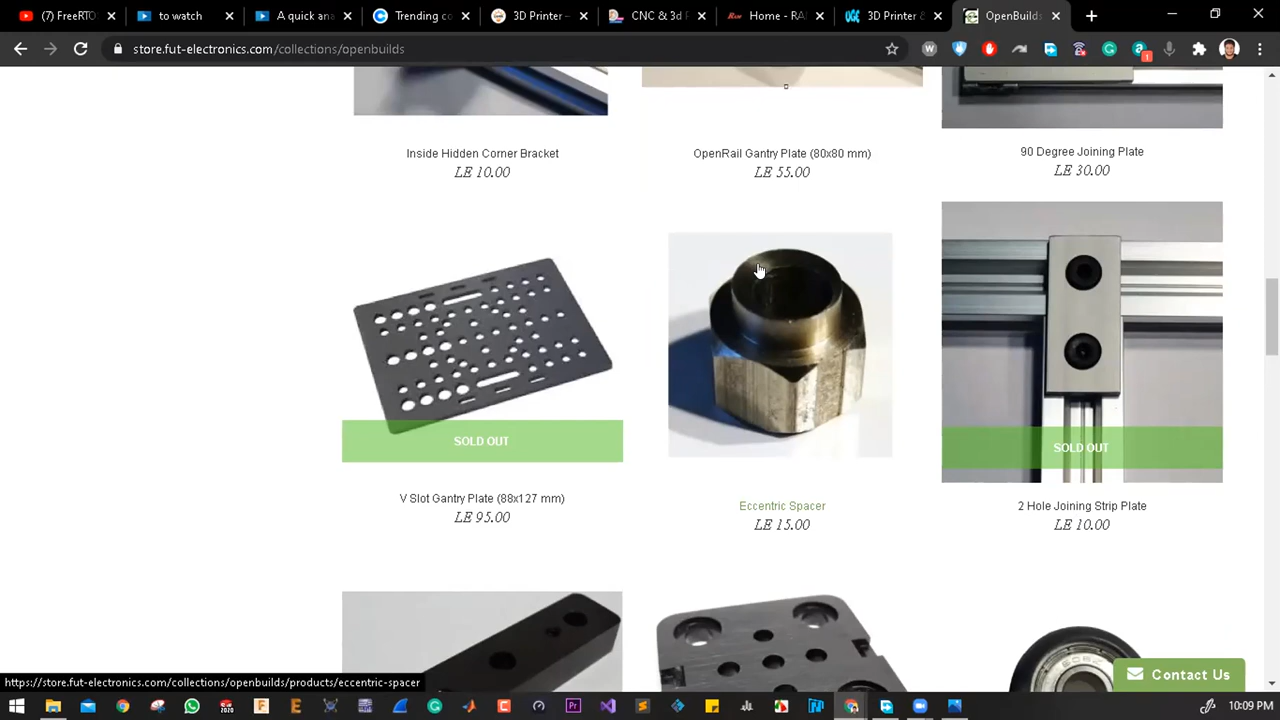 (1) FreeRTO
to watch
A quick ana
Trending co
3D Printer –
CNC & 3d p
Home - RA
3D Printer &
OpenBuilds
store.fut-electronics.com/collections/openbuilds
1
Inside Hidden Corner Bracket
LE 10.00
OpenRail Gantry Plate (80x80 mm)
LE 55.00
90 Degree Joining Plate
LE 30.00
SOLD OUT
SOLD OUT
V Slot Gantry Plate (88x127 mm)
LE 95.00
Eccentric Spacer
LE 15.00
2 Hole Joining Strip Plate
LE 10.00
Contact Us
https://store.fut-electronics.com/collections/openbuilds/products/eccentric-spacer
10:09 PM